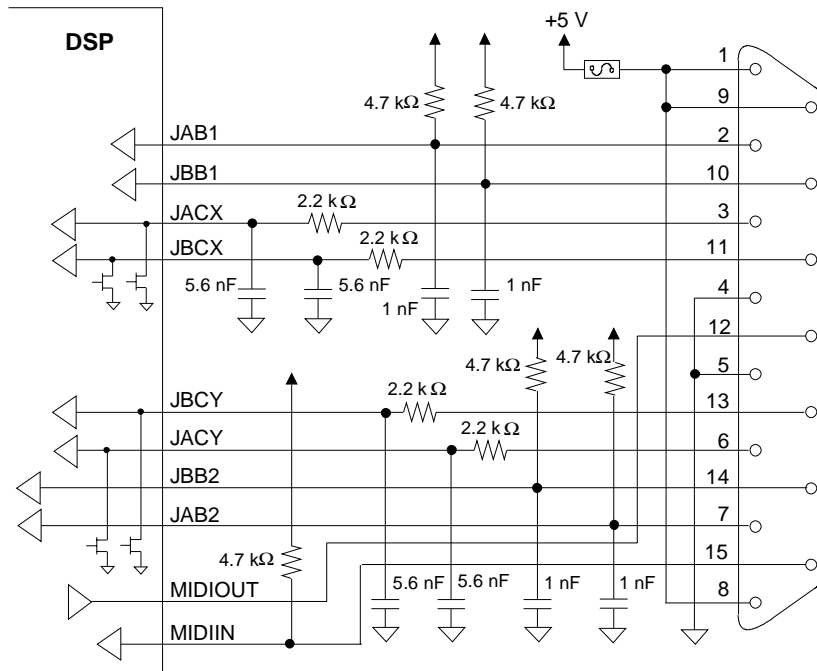 DSP
+5 V
1
4.7 kΩ
4.7 kΩ
9
JAB1
2
JBB1
10
JACX
2.2 kΩ
3
JBCX
2.2 kΩ
11
5.6 nF
5.6 nF
1 nF
1 nF
4
12
4.7 kΩ
4.7 kΩ
5
JBCY
2.2 kΩ
13
JACY
2.2 kΩ
6
JBB2
14
JAB2
7
4.7 kΩ
15
MIDIOUT
5.6 nF
5.6 nF
1 nF
1 nF
8
MIDIIN